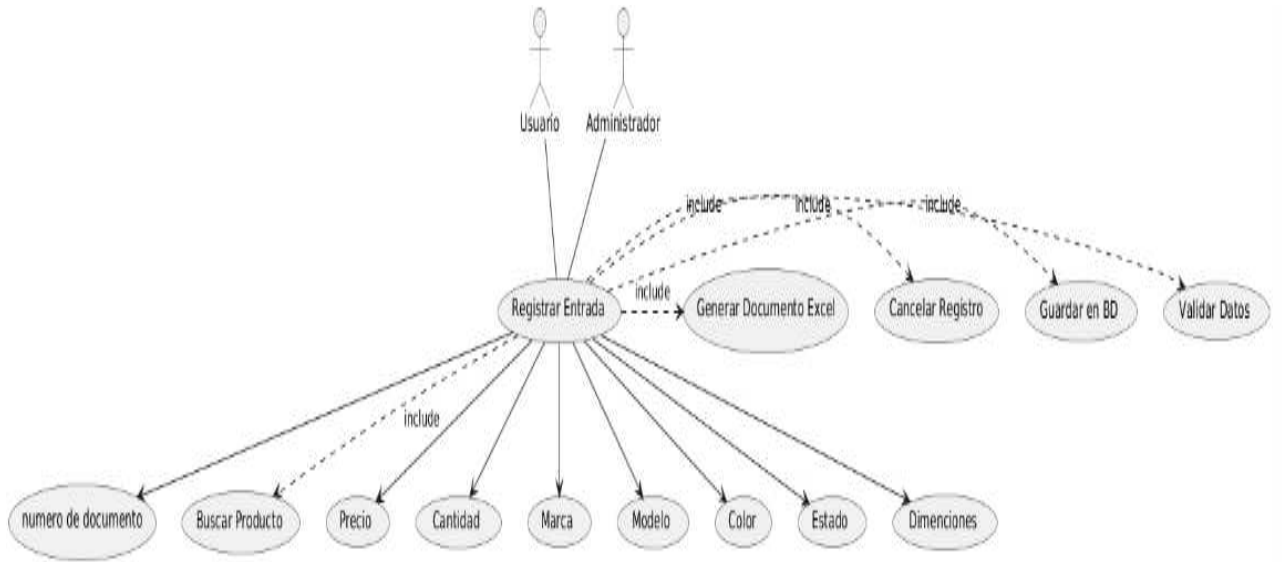 Usuario
Administrador
include
include
include
include
Registrar Entrada
Generar Documento Excel
Cancelar Registro
Guardar en BD
Validar Datos
include
numero de documento
Buscar Producto
Precio
Cantidad
Marca
Modelo
Color
Estado
Dimenciones